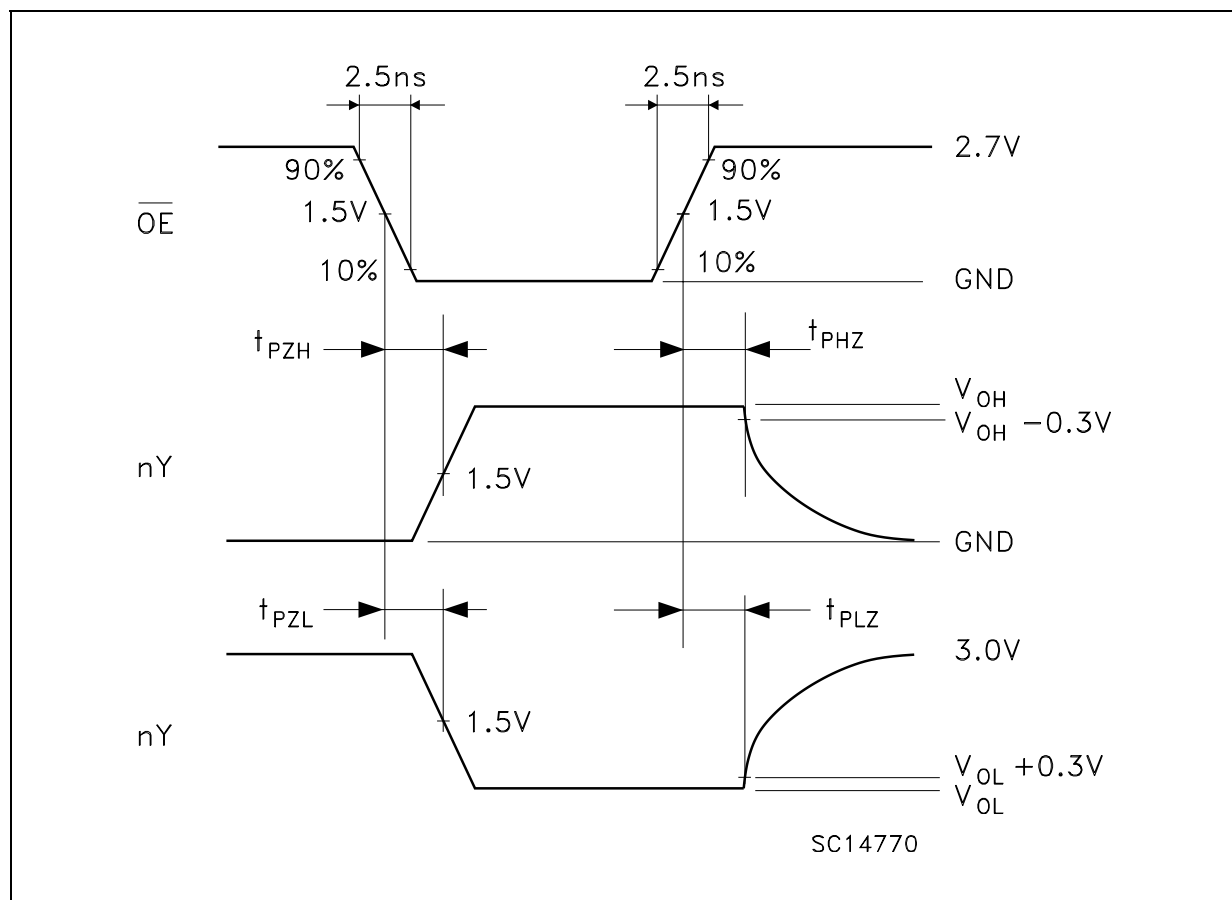 2.5ns 2.5ns
2.7V
90% 90%
O̅E̅ 1.5V 1.5V
10% 10%
GND
tPZH tPHZ
VOH
VOH −0.3V
nY 1.5V
GND
tPZL tPLZ
3.0V
nY 1.5V
VOL +0.3V
VOL
SC14770